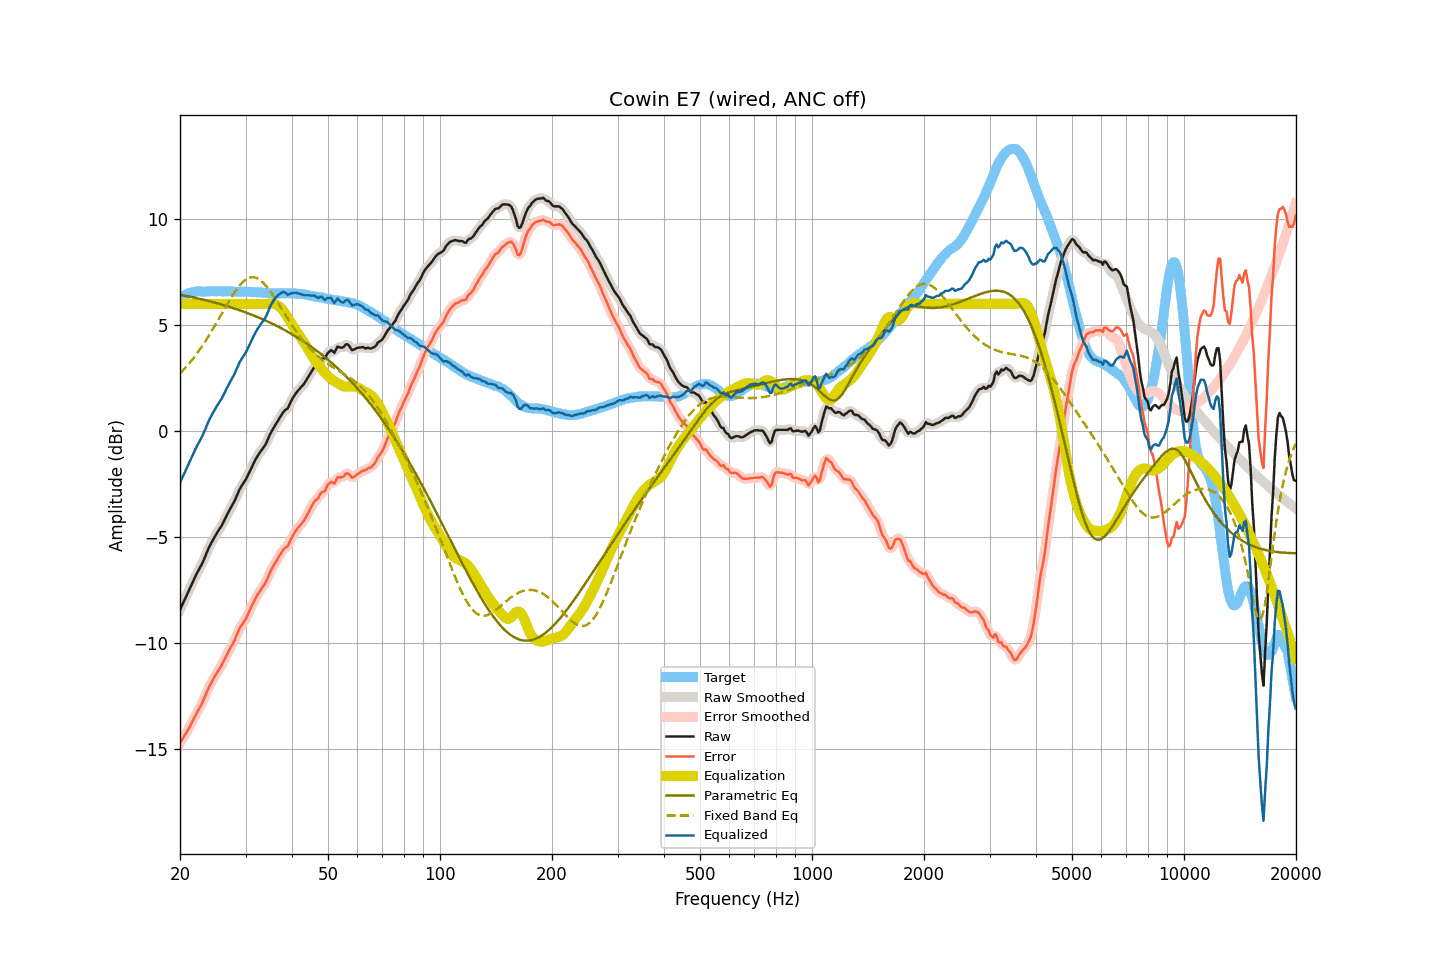 Cowin E7 (wired, ANC off)
Amplitude (dBr)
10
5
0
−5
−10
−15
Target
Raw Smoothed
Error Smoothed
Raw
Error
Equalization
Parametric Eq
Fixed Band Eq
Equalized
20 50 100 200 500 1000 2000 5000 10000 20000
Frequency (Hz)